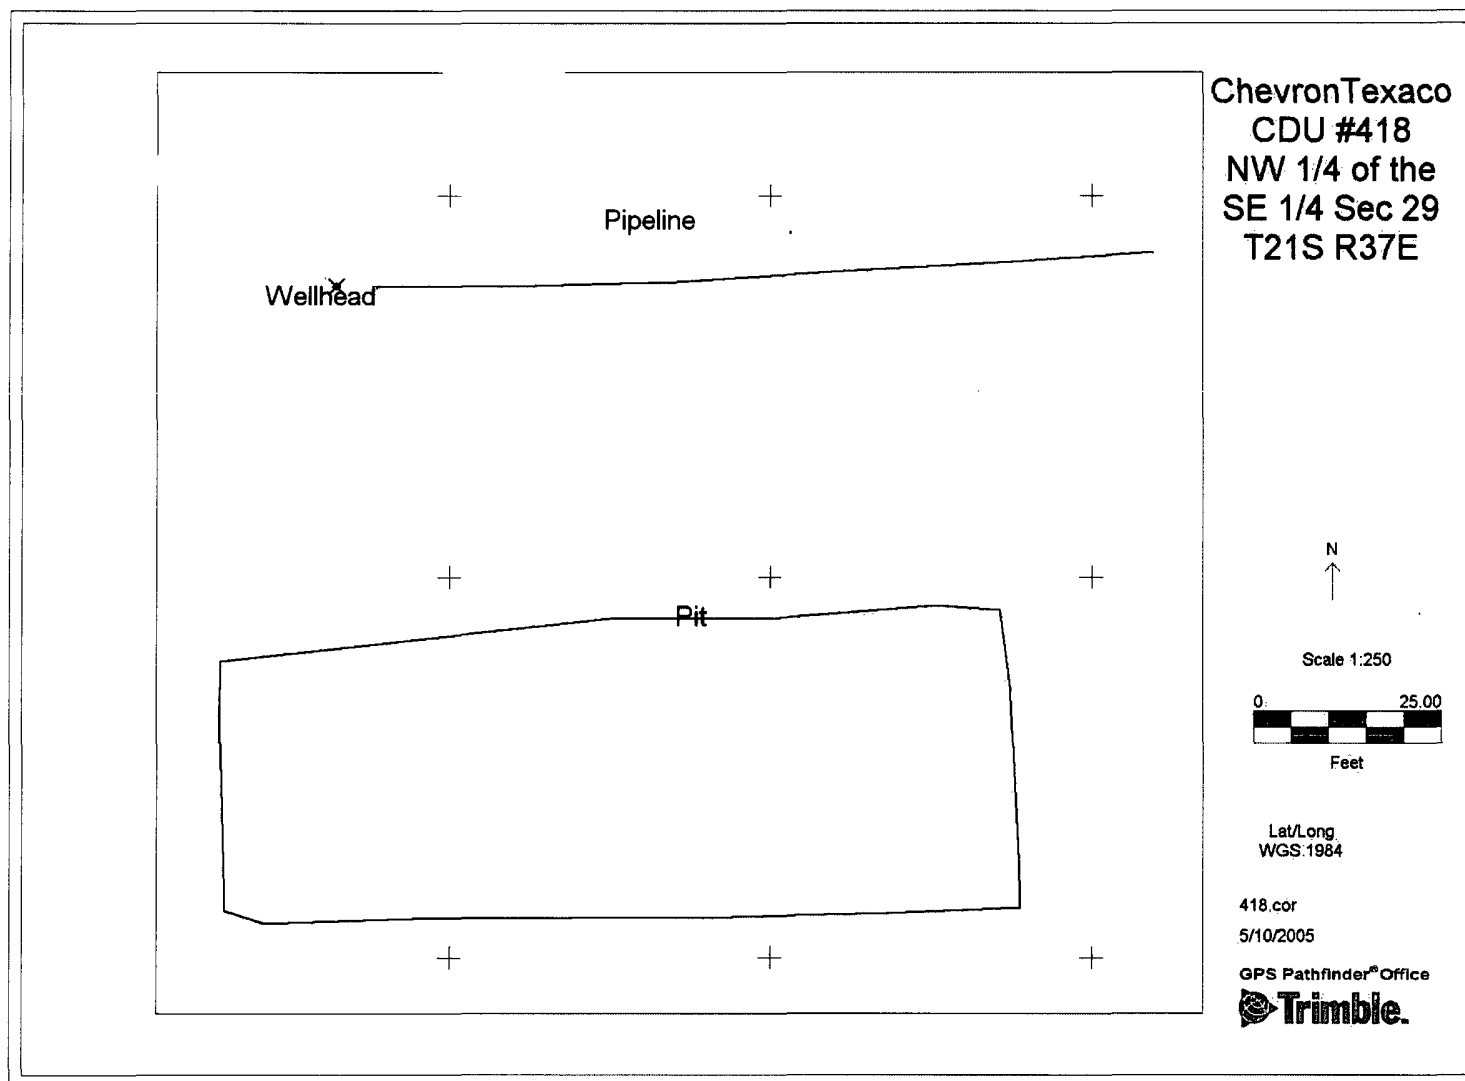 ChevronTexaco
CDU #418
NW 1/4 of the
SE 1/4 Sec 29
T21S R37E
Pipeline
Wellhead
Pit
N
Scale 1:250
0 25.00
Feet
Lat/Long
WGS 1984
418.cor
5/10/2005
GPS Pathfinder® Office
Trimble.